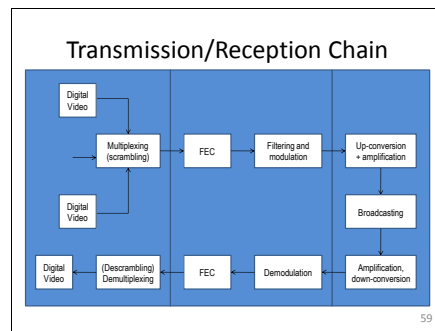 Transmission/Reception Chain
Digital
Video
Multiplexing
(scrambling)
FEC
Filtering and
modulation
Up-conversion
+ amplification
Digital
Video
Broadcasting
Digital
Video
(Descrambling)
Demultiplexing
FEC
Demodulation
Amplification,
down-conversion
59